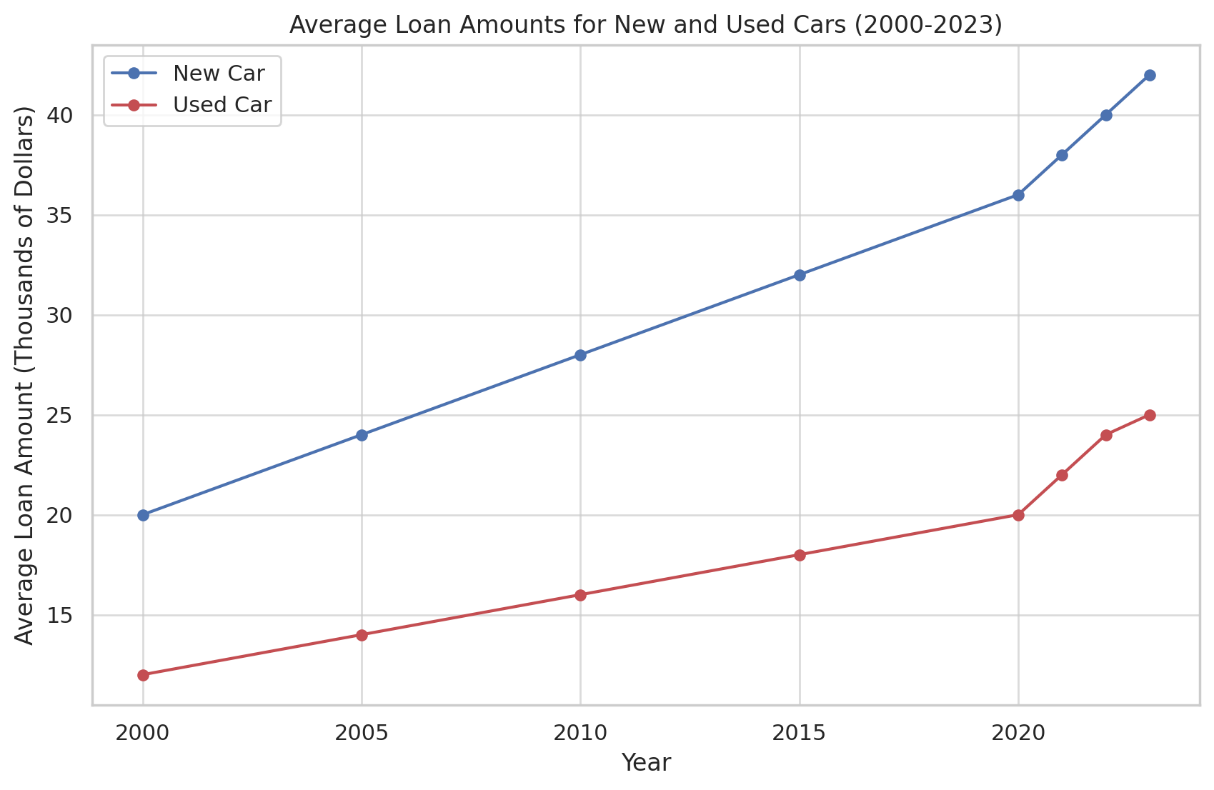 Average Loan Amounts for New and Used Cars (2000-2023)
New Car
Used Car
Average Loan Amount (Thousands of Dollars)
40
35
30
25
20
15
2000 2005 2010 2015 2020
Year